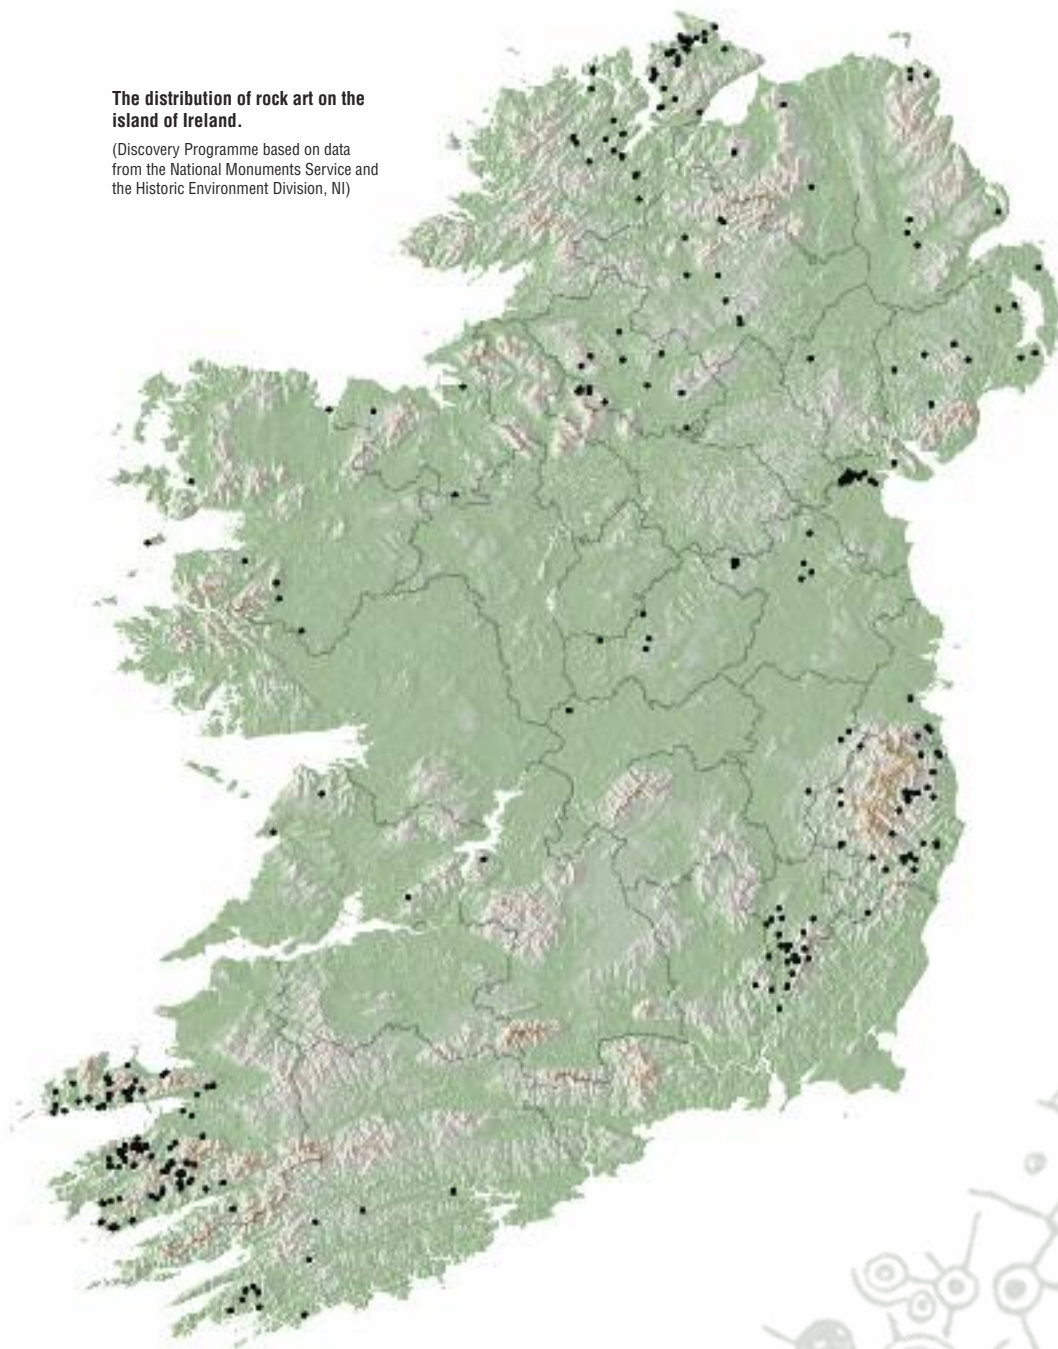 The distribution of rock art on the
island of Ireland.
(Discovery Programme based on data
from the National Monuments Service and
the Historic Environment Division, NI)